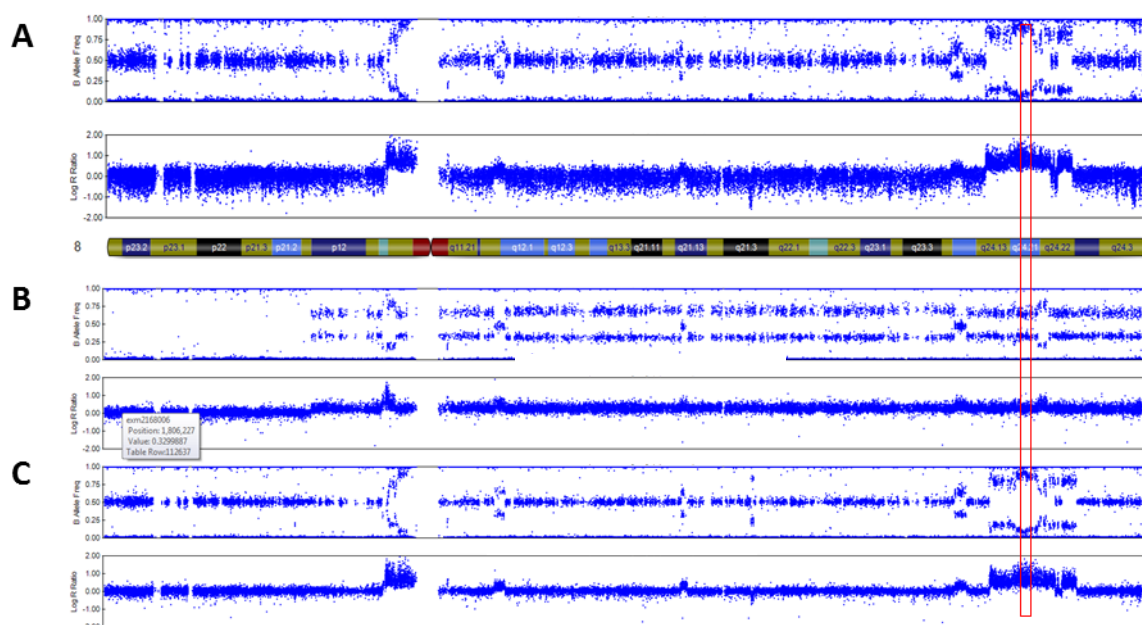 A
B Allele Freq
1.00
0.75
0.50
0.25
0.00
Log R Ratio
2.00
1.00
0.00
-1.00
-2.00
8
p23.2 p23.1 p22 p21.3 p21.2 p12 q11.21 q12.1 q12.3 q13.3 q21.11 q21.13 q21.3 q22.1 q22.3 q23.1 q23.3 q24.13 q24.21 q24.22 q24.3
B
B Allele Freq
1.00
0.75
0.50
0.25
0.00
Log R Ratio
2.00
1.00
0.00
-1.00
-2.00
exm2168006
Position: 1,806,227
Value: 0.3299887
Table Row:112637
C
B Allele Freq
1.00
0.75
0.50
0.25
0.00
Log R Ratio
2.00
1.00
0.00
-1.00